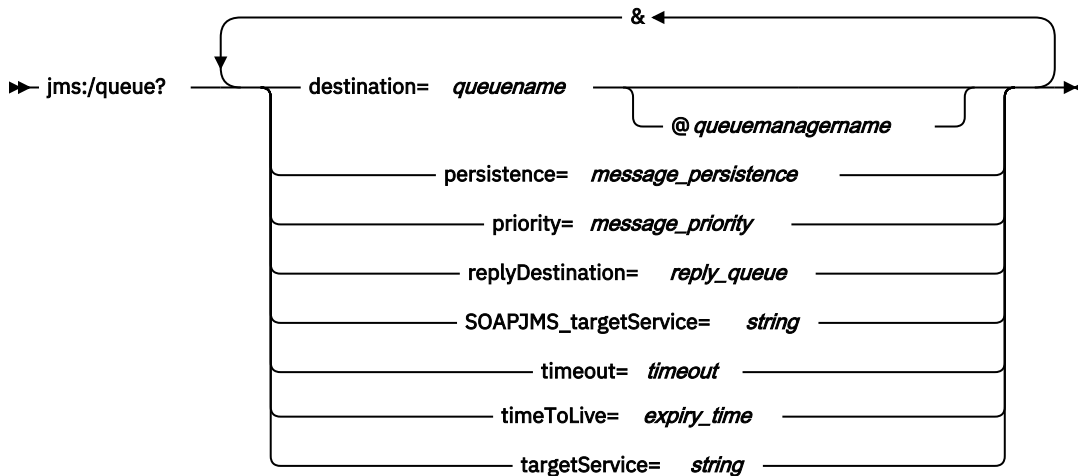 &
jms:/queue? destination= queuename
@ queuemanagername
persistence= message_persistence
priority= message_priority
replyDestination= reply_queue
SOAPJMS_targetService= string
timeout= timeout
timeToLive= expiry_time
targetService= string